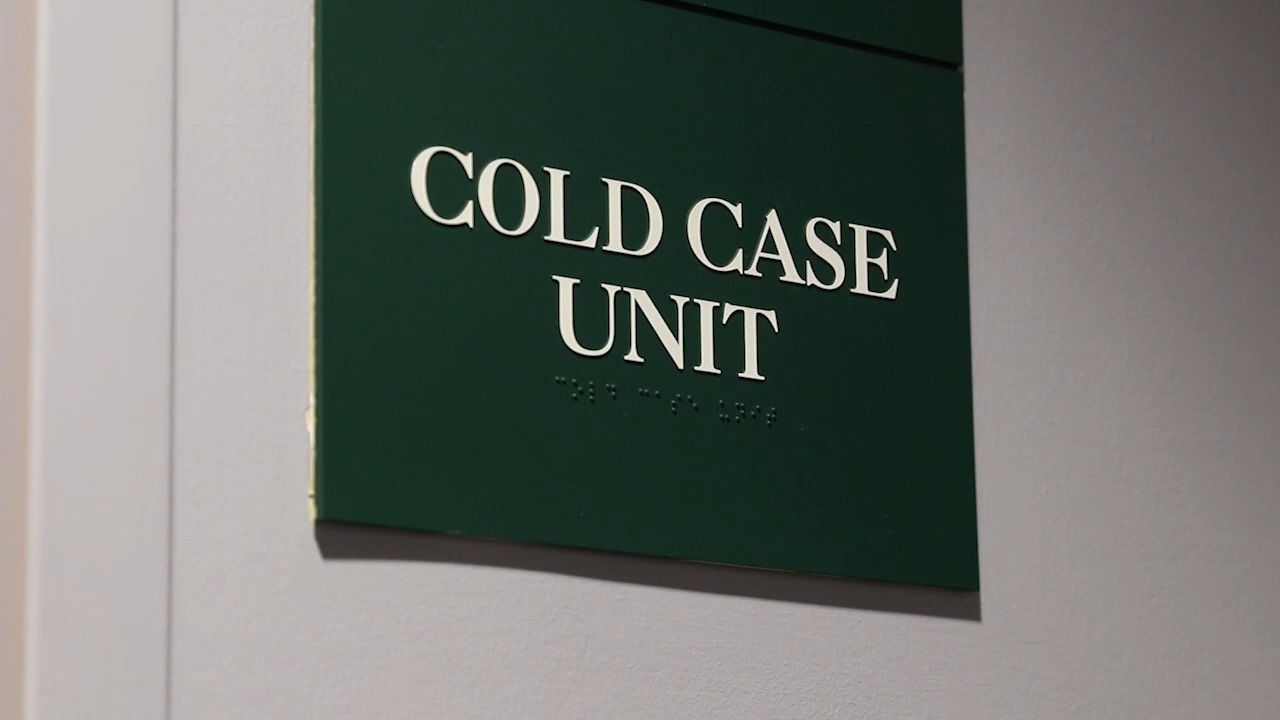 COLD CASE
UNIT
⠉⠕⠇⠙ ⠉⠁⠎⠑ ⠥⠝⠊⠞